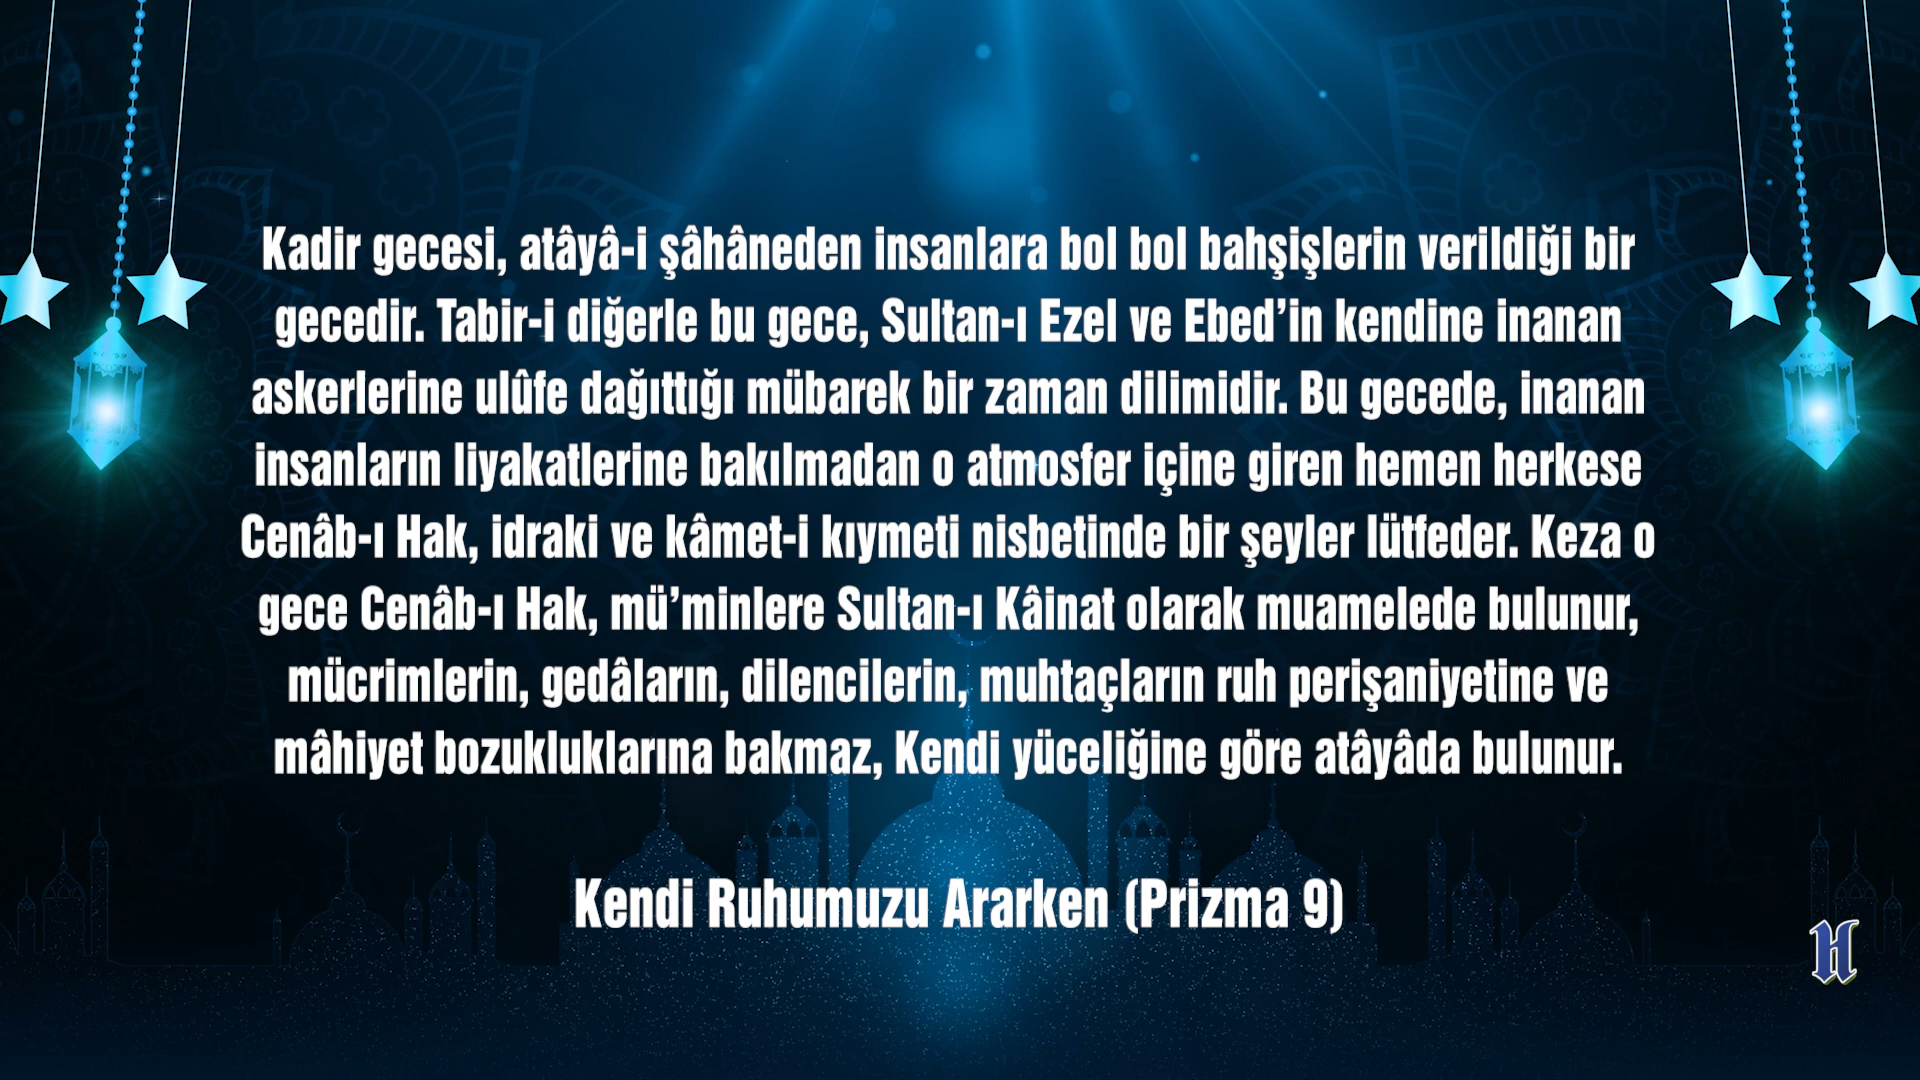 Kadir gecesi, atâyâ-i şâhâneden insanlara bol bol bahşişlerin verildiği bir
gecedir. Tabir-i diğerle bu gece, Sultan-ı Ezel ve Ebed’in kendine inanan
askerlerine ulûfe dağıttığı mübarek bir zaman dilimidir. Bu gecede, inanan
insanların liyakatlerine bakılmadan o atmosfer içine giren hemen herkese
Cenâb-ı Hak, idraki ve kâmet-i kıymeti nisbetinde bir şeyler lütfeder. Keza o
gece Cenâb-ı Hak, mü’minlere Sultan-ı Kâinat olarak muamelede bulunur,
mücrimlerin, gedâların, dilencilerin, muhtaçların ruh perişaniyetine ve
mâhiyet bozukluklarına bakmaz, Kendi yüceliğine göre atâyâda bulunur.
Kendi Ruhumuzu Ararken (Prizma 9)
H